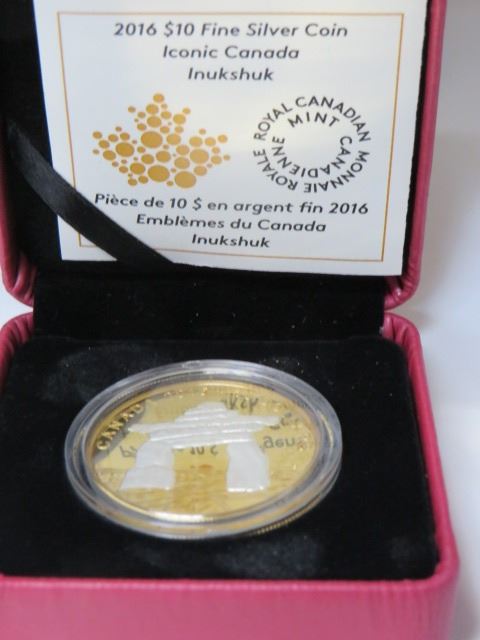 2016 $10 Fine Silver Coin
Iconic Canada
Inukshuk
ROYAL CANADIAN MINT
MONNAIE ROYALE CANADIENNE
Pièce de 10 $ en argent fin 2016
Emblèmes du Canada
Inukshuk
CANADA